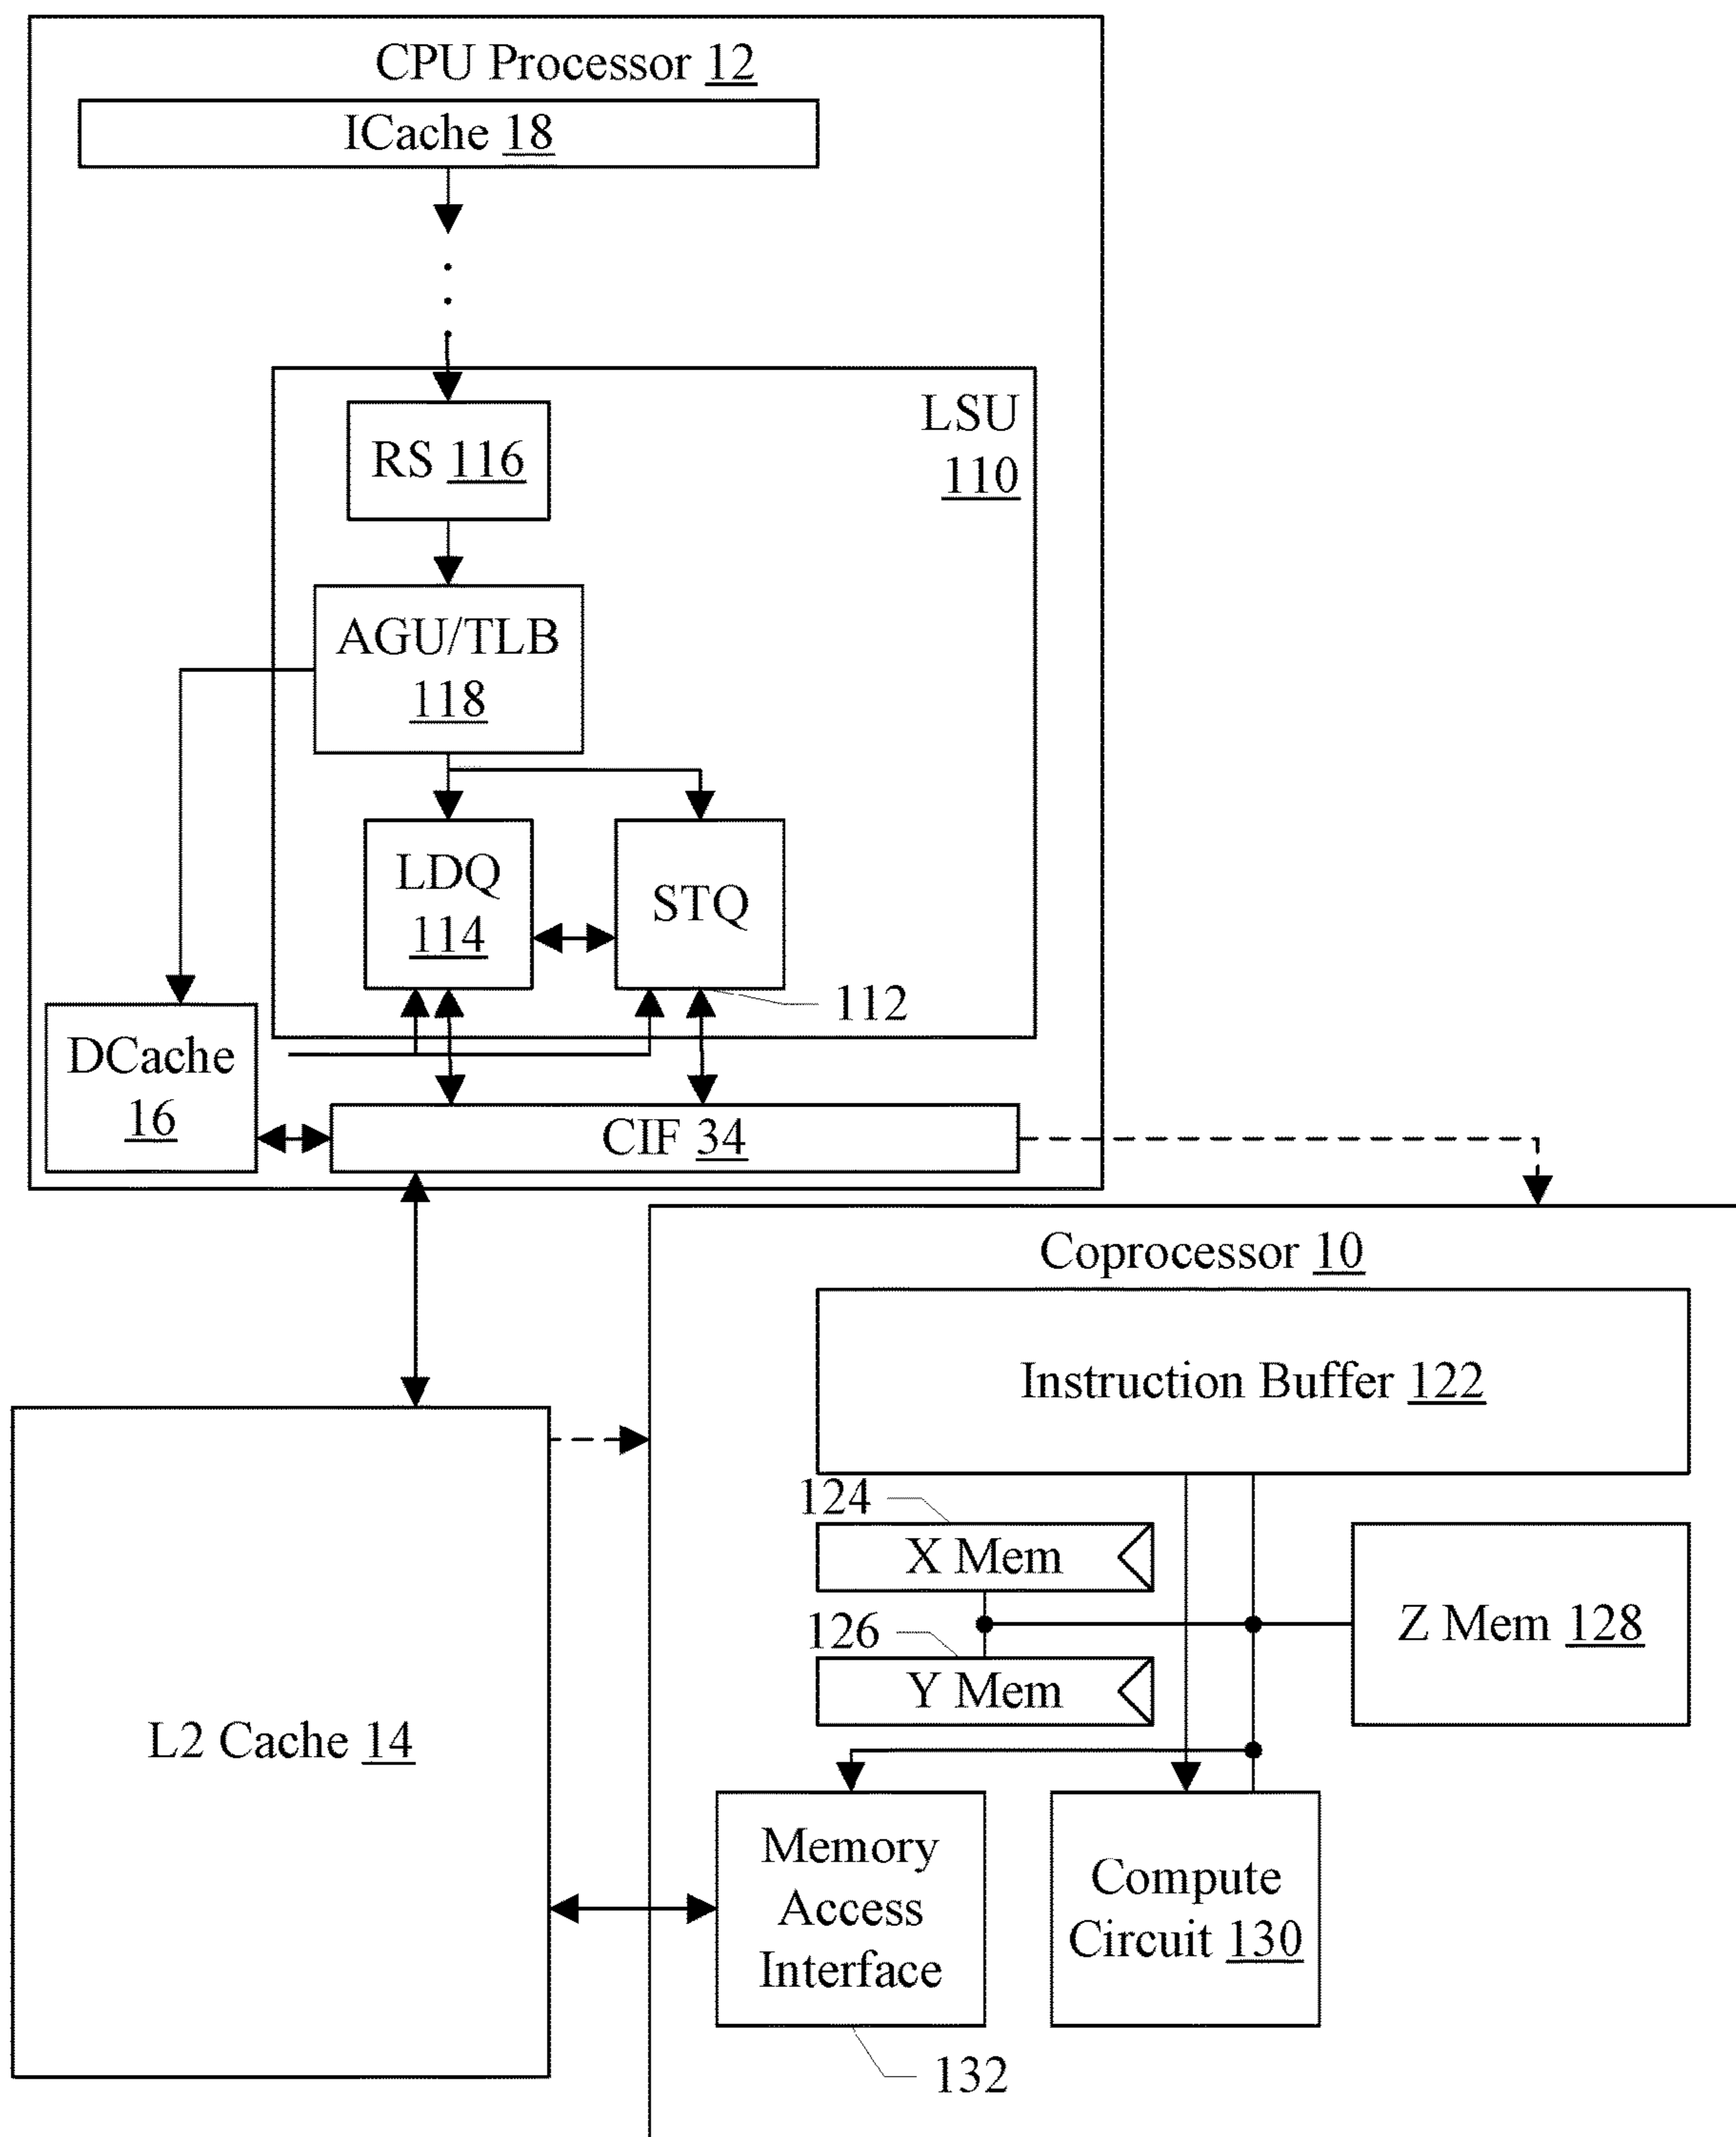 CPU Processor 12
ICache 18
LSU
110
RS 116
AGU/TLB
118
LDQ
114
STQ
112
DCache
16
CIF 34
Coprocessor 10
Instruction Buffer 122
124
X Mem
126
Y Mem
Z Mem 128
L2 Cache 14
Memory
Access
Interface
132
Compute
Circuit 130